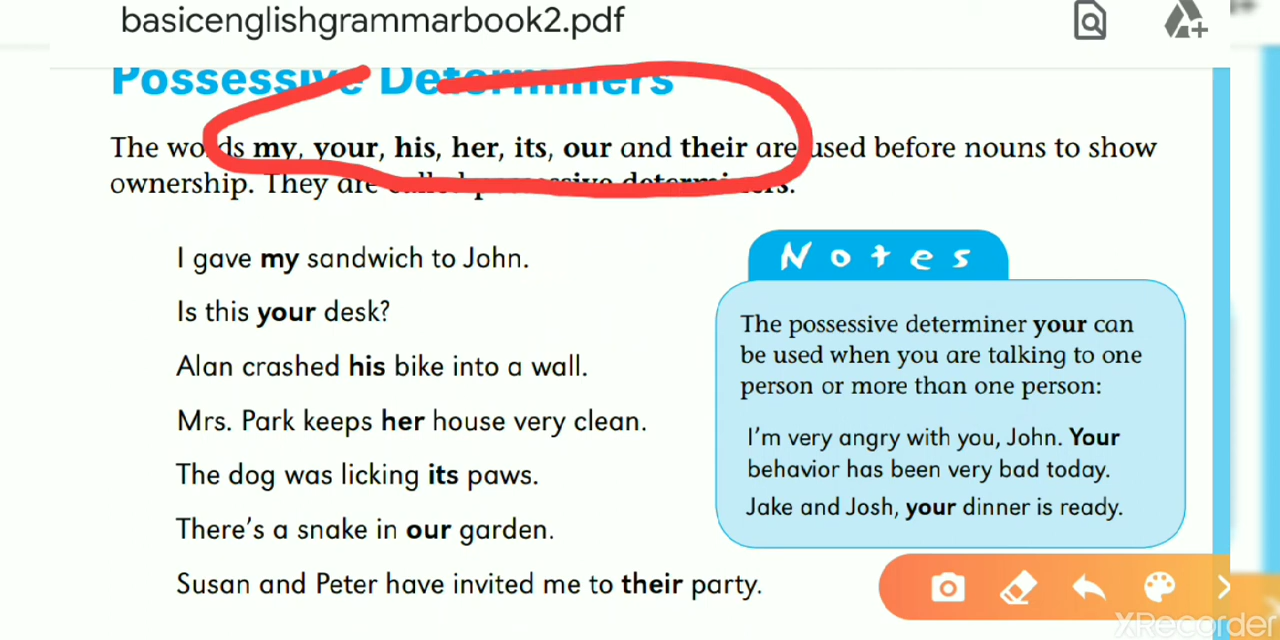 basicenglishgrammarbook2.pdf
Possessive Determiners
The words my, your, his, her, its, our and their are used before nouns to show
ownership. They are called possessive determiners.
I gave my sandwich to John.
Is this your desk?
Alan crashed his bike into a wall.
Mrs. Park keeps her house very clean.
The dog was licking its paws.
There's a snake in our garden.
Susan and Peter have invited me to their party.
Notes
The possessive determiner your can
be used when you are talking to one
person or more than one person:
I'm very angry with you, John. Your
behavior has been very bad today.
Jake and Josh, your dinner is ready.
XRecorder